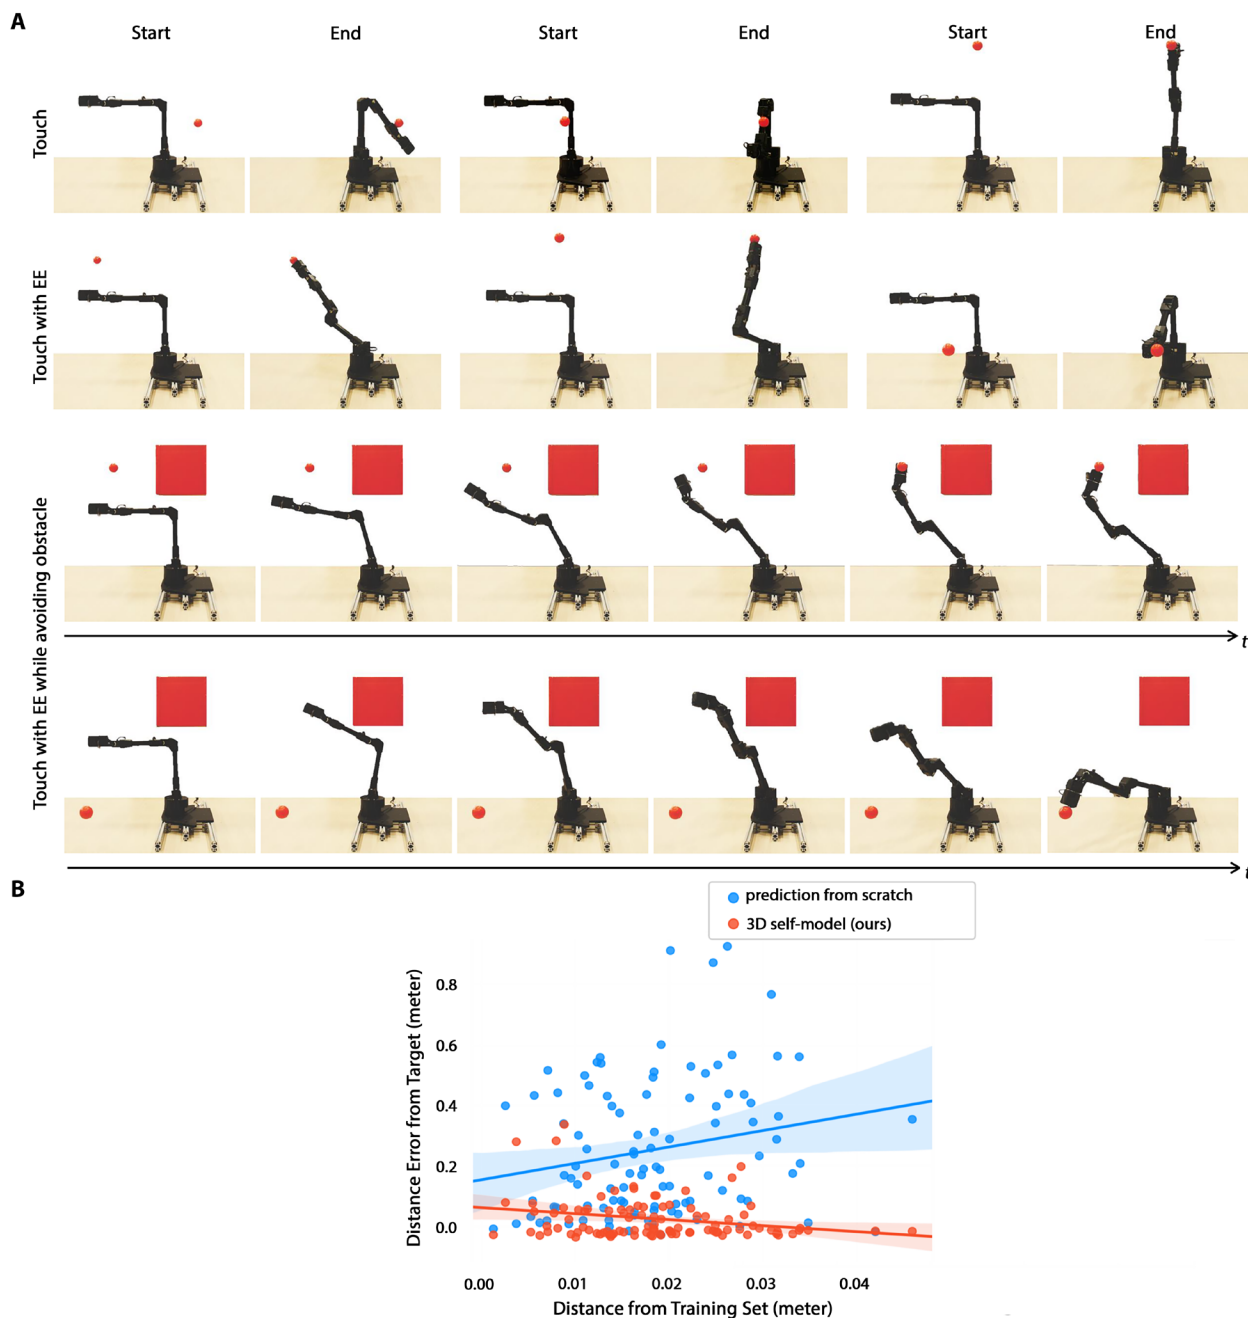 A
Start
End
Start
End
Start
End
Touch
Touch with EE
Touch with EE while avoiding obstacle
t
t
B
prediction from scratch
3D self-model (ours)
Distance Error from Target (meter)
0.8
0.6
0.4
0.2
0.0
0.00 0.01 0.02 0.03 0.04
Distance from Training Set (meter)